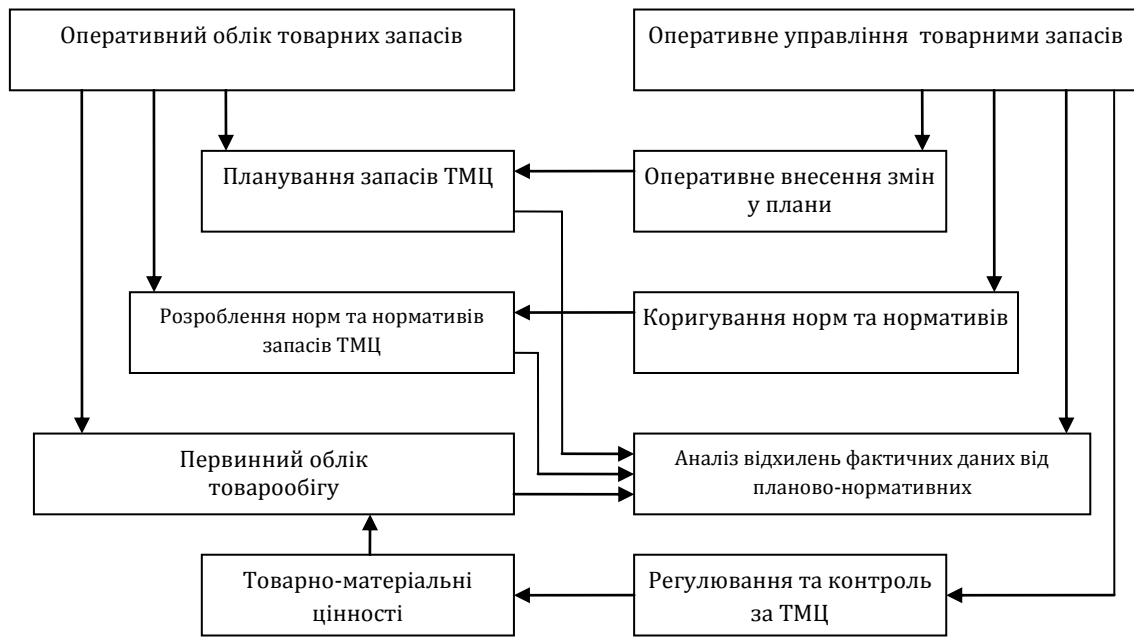 Оперативний облік товарних запасів
Оперативне управління товарними запасів
Планування запасів ТМЦ
Оперативне внесення змін
у плани
Розроблення норм та нормативів
запасів ТМЦ
Коригування норм та нормативів
Первинний облік
товарообігу
Аналіз відхилень фактичних даних від
планово-нормативних
Товарно-матеріальні
цінності
Регулювання та контроль
за ТМЦ